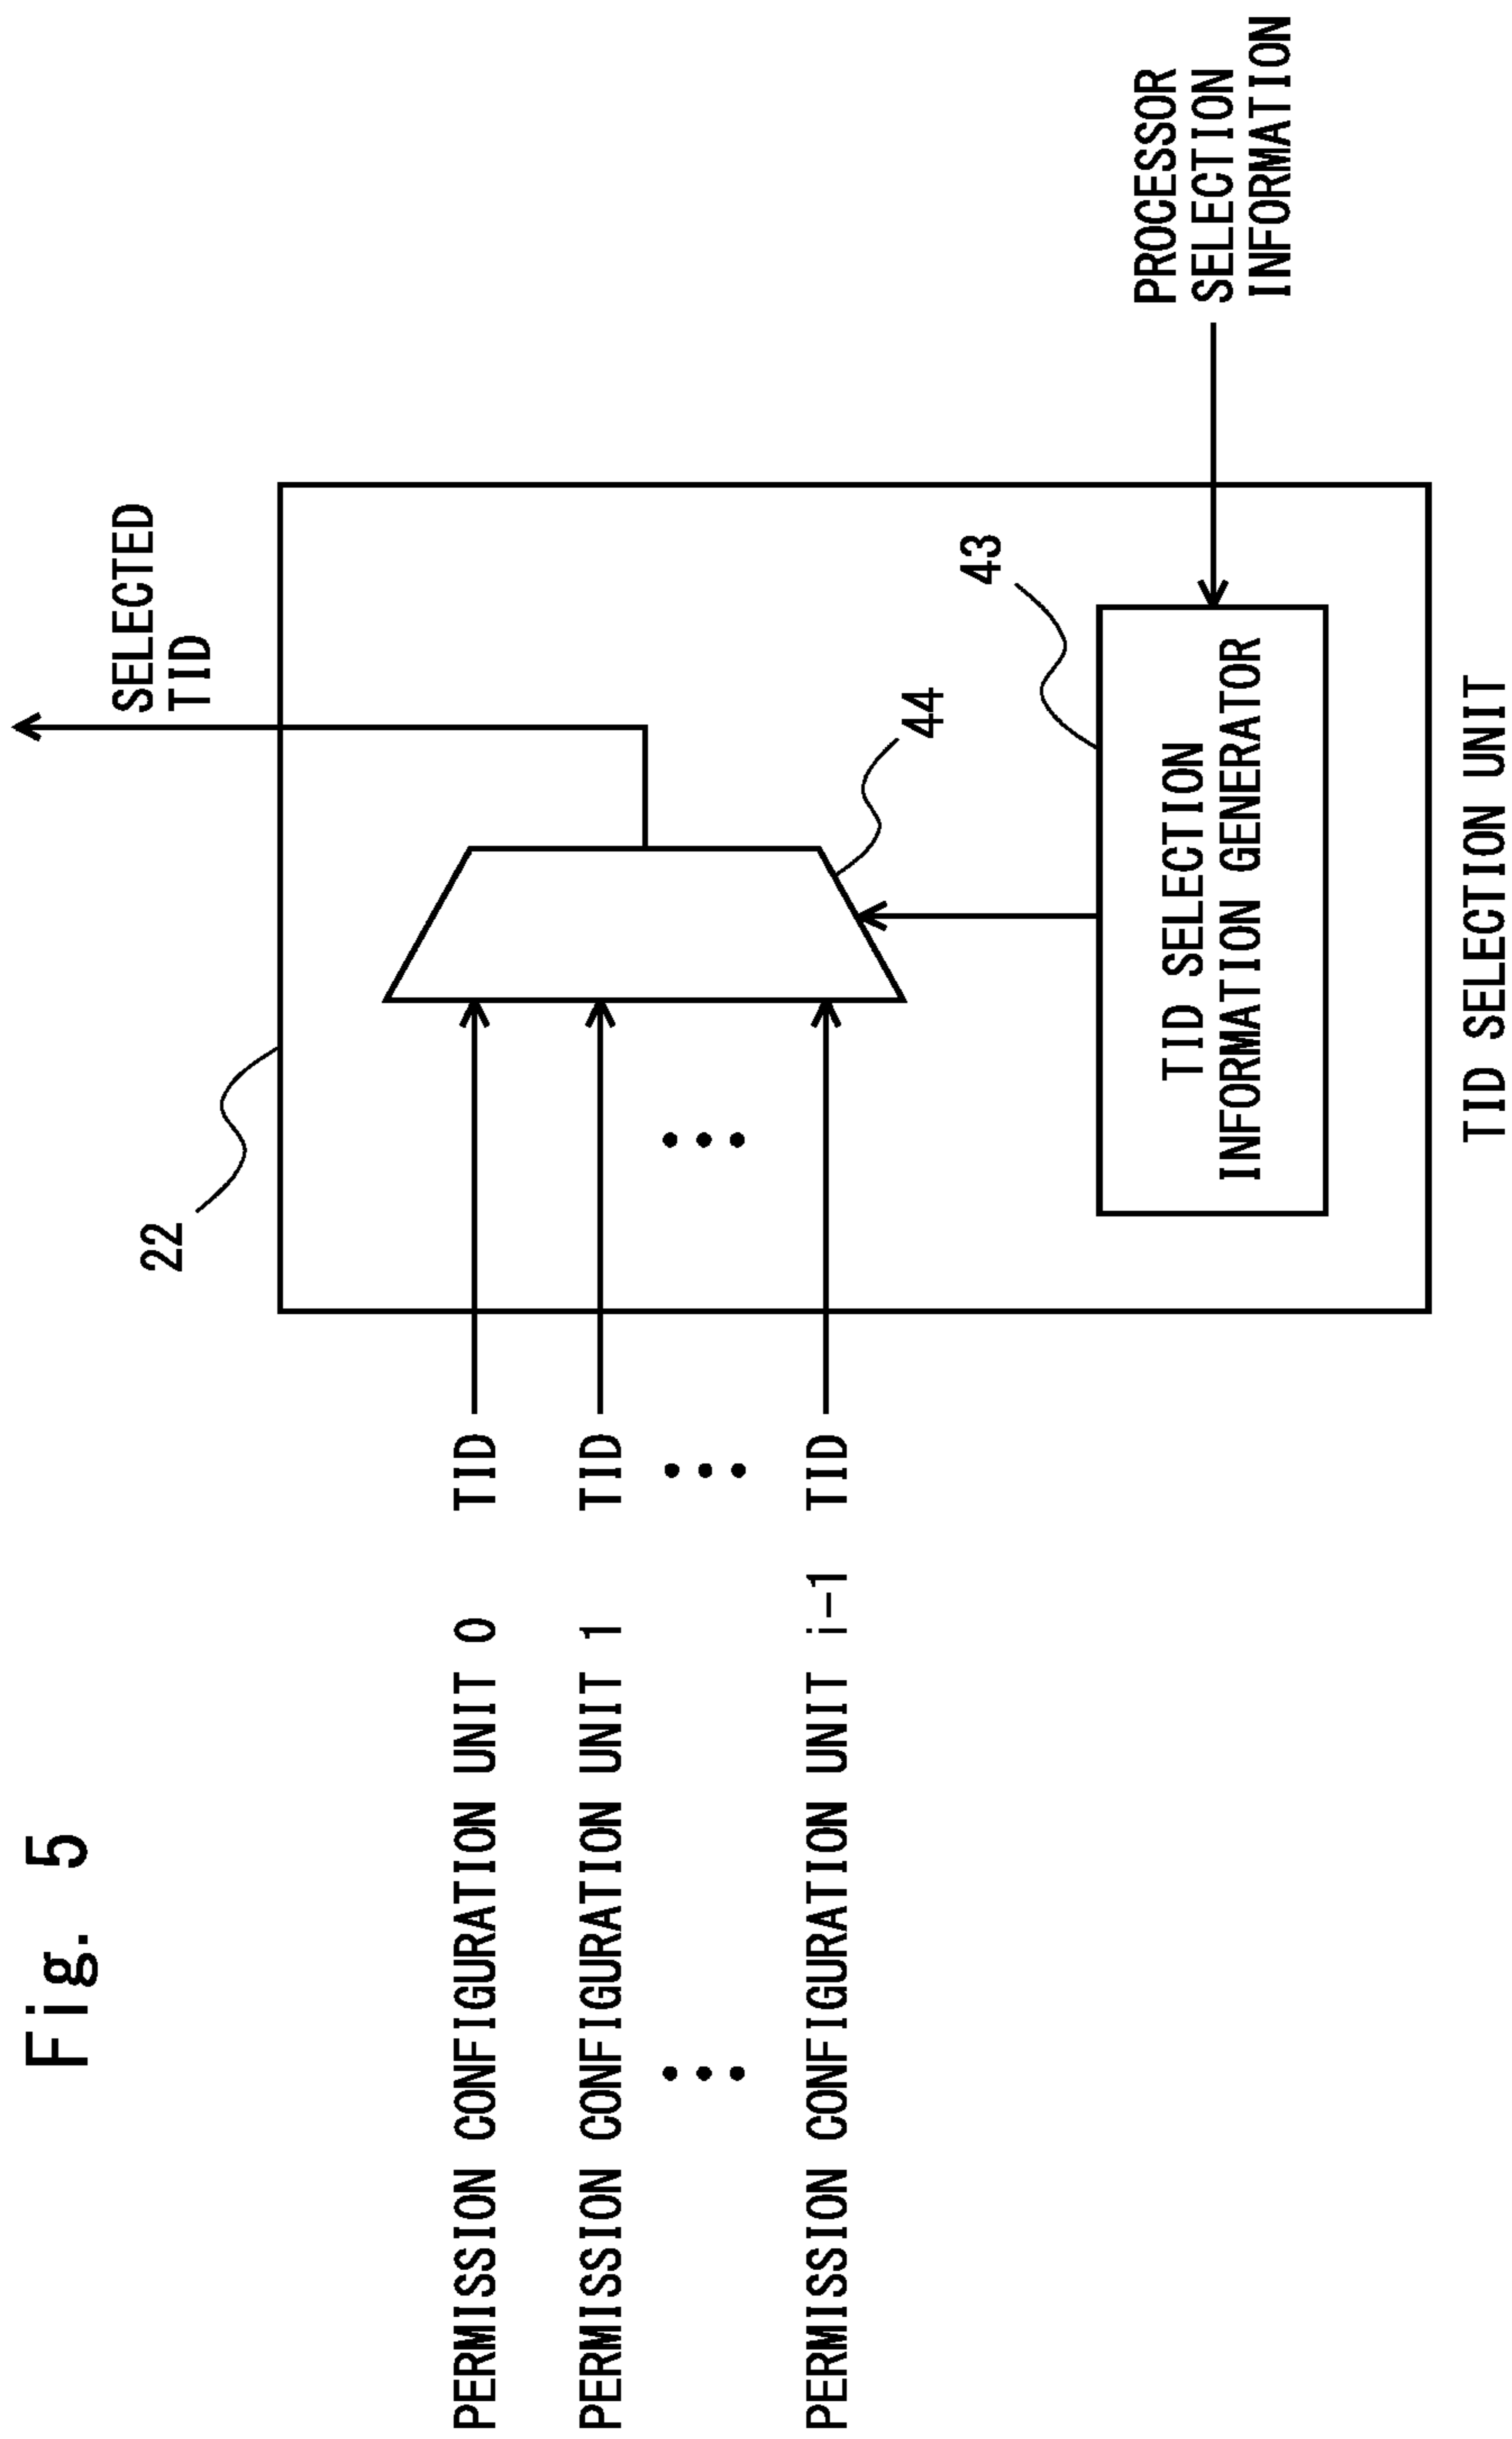 Fig. 5
SELECTED
TID
22
PERMISSION CONFIGURATION UNIT 0 TID
PERMISSION CONFIGURATION UNIT 1 TID
PERMISSION CONFIGURATION UNIT i-1 TID
44
43
TID SELECTION
INFORMATION GENERATOR
PROCESSOR
SELECTION
INFORMATION
TID SELECTION UNIT